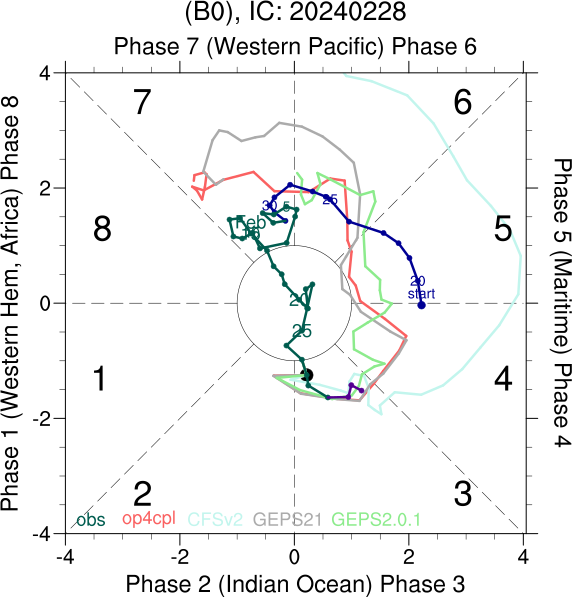 (B0), IC: 20240228
Phase 7 (Western Pacific) Phase 6
4
7
6
2
30
5
25
Feb
10
8
5
20
start
0
20
25
1
4
-2
2
3
obs
op4cpl
CFSv2
GEPS21
GEPS2.0.1
-4
-4
-2
0
2
4
Phase 2 (Indian Ocean) Phase 3
Phase 1 (Western Hem, Africa) Phase 8
Phase 5 (Maritime) Phase 4